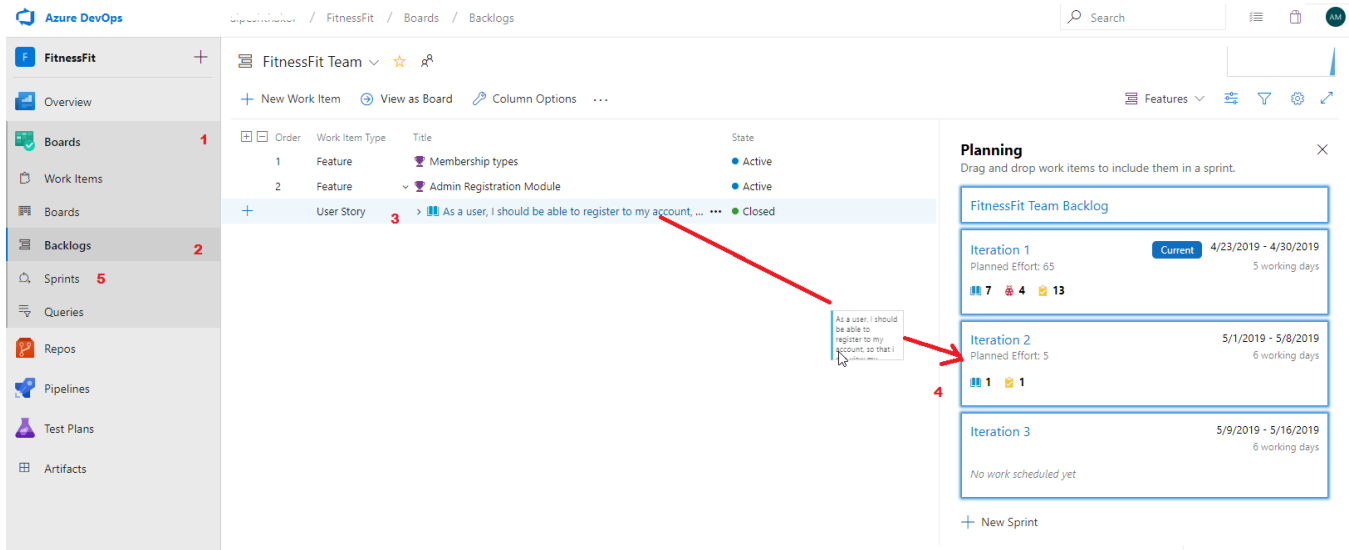 Azure DevOps
/ FitnessFit / Boards / Backlogs
Search
AM
F FitnessFit
FitnessFit Team
Overview
New Work Item View as Board Column Options ...
Features
Boards 1
Order Work Item Type Title State
Planning
Drag and drop work items to include them in a sprint.
1 Feature Membership types Active
Work Items
2 Feature Admin Registration Module Active
Boards
User Story 3 As a user, I should be able to register to my account, ... ••• Closed
FitnessFit Team Backlog
Backlogs 2
Iteration 1 Current 4/23/2019 - 4/30/2019
Planned Effort: 65 5 working days
7 4 13
Sprints 5
Queries
Repos
Pipelines
Test Plans
Artifacts
As a user, I should
be able to
register to my
account, so that i
view my
4
Iteration 2 5/1/2019 - 5/8/2019
Planned Effort: 5 6 working days
1 1
Iteration 3 5/9/2019 - 5/16/2019
6 working days
No work scheduled yet
New Sprint